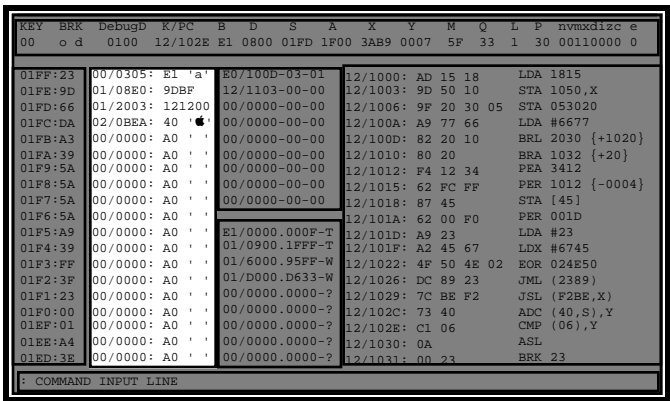 KEY BRK DebugD K/PC B D S A X Y M Q L P nvmxdizc e
00 o d 0100 12/102E E1 0800 01FD 1F00 3AB9 0007 5F 33 1 30 00110000 0
01FF:23 00/0305: E1 'a' E0/100D-03-01 12/1000: AD 15 18 LDA 1815
01FE:9D 01/08E0: 9DBF 12/1103-00-00 12/1003: 9D 50 10 STA 1050,X
01FD:66 01/2003: 121200 00/0000-00-00 12/1006: 9F 20 30 05 STA 053020
01FC:DA 02/0BEA: 40 '' 00/0000-00-00 12/100A: A9 77 66 LDA #6677
01FB:A3 00/0000: A0 ' ' 00/0000-00-00 12/100D: 82 20 10 BRL 2030 {+1020}
01FA:39 00/0000: A0 ' ' 00/0000-00-00 12/1010: 80 20 BRA 1032 {+20}
01F9:5A 00/0000: A0 ' ' 00/0000-00-00 12/1012: F4 12 34 PEA 3412
01F8:5A 00/0000: A0 ' ' 00/0000-00-00 12/1015: 62 FC FF PER 1012 {-0004}
01F7:5A 00/0000: A0 ' ' 00/0000-00-00 12/1018: 87 45 STA [45]
01F6:5A 00/0000: A0 ' ' 12/101A: 62 00 F0 PER 001D
01F5:A9 00/0000: A0 ' ' E1/0000.000F-T 12/101D: A9 23 LDA #23
01F4:39 00/0000: A0 ' ' 01/0900.1FFF-T 12/101F: A2 45 67 LDX #6745
01F3:FF 00/0000: A0 ' ' 01/6000.95FF-W 12/1022: 4F 50 4E 02 EOR 024E50
01F2:3F 00/0000: A0 ' ' 01/D000.D633-W 12/1026: DC 89 23 JML (2389)
01F1:23 00/0000: A0 ' ' 00/0000.0000-? 12/1029: 7C BE F2 JSL (F2BE,X)
01F0:00 00/0000: A0 ' ' 00/0000.0000-? 12/102C: 73 40 ADC (40,S),Y
01EF:01 00/0000: A0 ' ' 00/0000.0000-? 12/102E: C1 06 CMP (06),Y
01EE:A4 00/0000: A0 ' ' 00/0000.0000-? 12/1030: 0A ASL
01ED:3E 00/0000: A0 ' ' 00/0000.0000-? 12/1031: 00 23 BRK 23
: COMMAND INPUT LINE